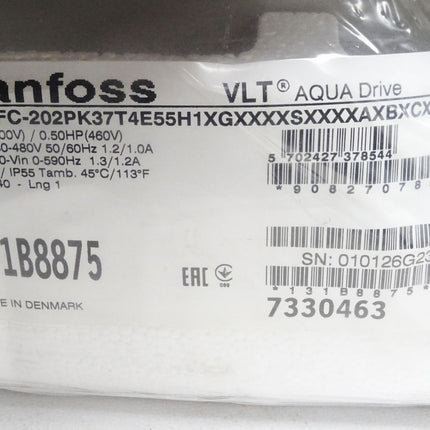 anfoss
VLT® AQUA Drive
FC-202PK37T4E55H1XGXXXXSXXXXAXBXCX
00V) / 0.50HP(460V)
0-480V 50/60Hz 1.2/1.0A
0-Vin 0-590Hz 1.3/1.2A
/ IP55 Tamb. 45°C/113°F
40 - Lng 1
5 702427 378544
*90827078
1B8875
EAC
SN: 010126G23
*131B8875*
E IN DENMARK
7330463